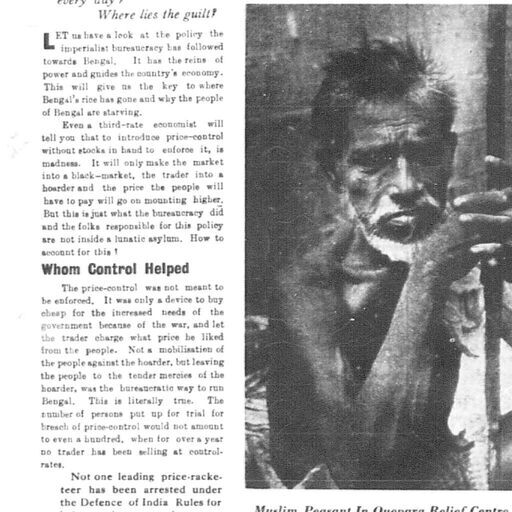 every day?
Where lies the guilt?
LET us have a look at the policy the
imperialist bureaucracy has followed
towards Bengal. It has the reins of
power and guides the country's economy.
This will give us the key to where
Bengal's rice has gone and why the people
of Bengal are starving.
Even a third-rate economist will
tell you that to introduce price-control
without stocks in hand to enforce it, is
madness. It will only make the market
into a black-market, the trader into a
hoarder and the price the people will
have to pay will go on mounting higher.
But this is just what the bureaucracy did
and the folks responsible for this policy
are not inside a lunatic asylum. How to
account for this !
Whom Control Helped
The price-control was not meant to
be enforced. It was only a device to buy
cheap for the increased needs of the
government because of the war, and let
the trader charge what price he liked
from the people. Not a mobilisation of
the people against the hoarder, but leaving
the people to the tender mercies of the
hoarder, was the bureaucratic way to run
Bengal. This is literally true. The
number of persons put up for trial for
breach of price-control would not amount
to even a hundred, when for over a year
no trader has been selling at control-
rates.
Not one leading price-racke-
teer has been arrested under
the Defence of India Rules for
Muslim Peasant In Quepara Relief Centre